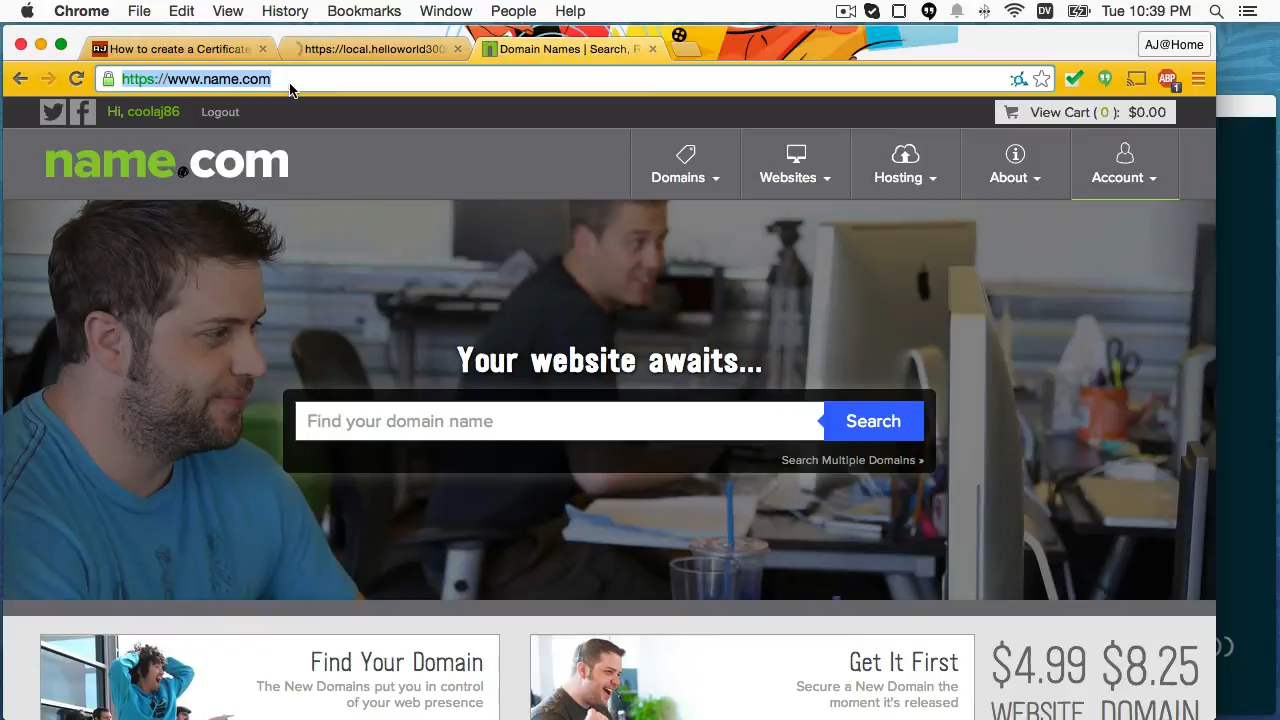 Chrome File Edit View History Bookmarks Window People Help DV Tue 10:39 PM
AJ How to create a Certificate https://local.helloworld300 Domain Names | Search, R AJ@Home
https://www.name.com ABP 1
Hi, coolaj86 Logout View Cart ( 0 ): $0.00
name.com
Domains Websites Hosting About Account
Your website awaits...
Find your domain name Search
Search Multiple Domains »
Find Your Domain
The New Domains put you in control
of your web presence
Get It First
Secure a New Domain the
moment it's released
$4.99 $8.25
WEBSITE DOMAIN